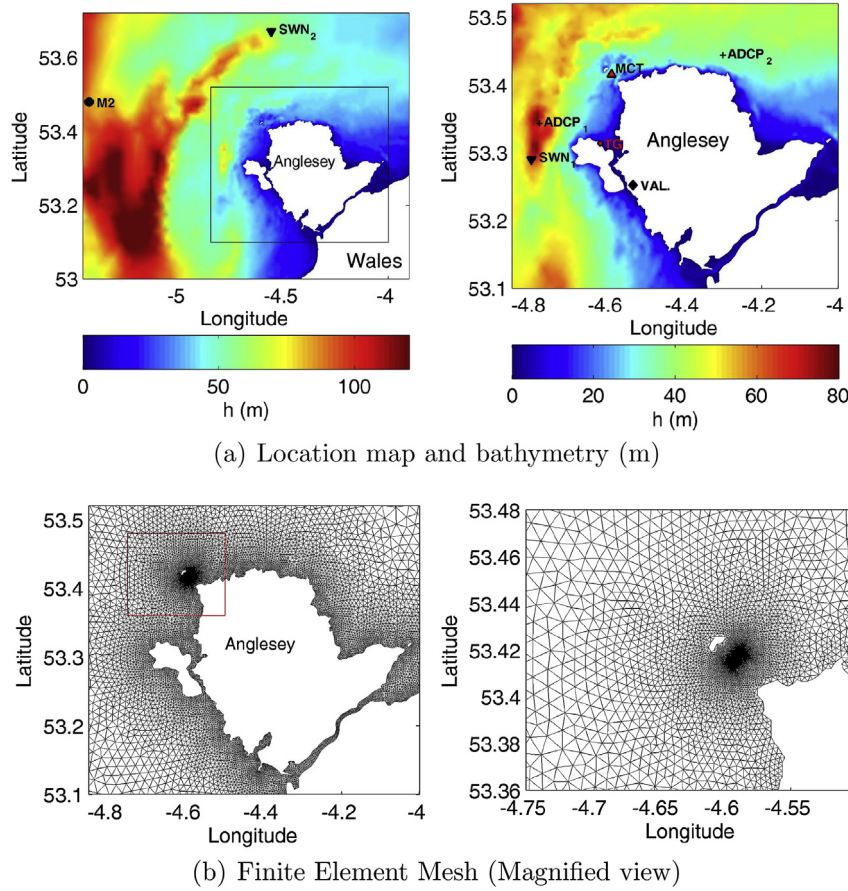 SWN2
53.6
M2
53.4
Latitude
Anglesey
53.2
Wales
53
-5
-4.5
-4
Longitude
0
50
100
h (m)
53.5
ADCP2
MCT
53.4
ADCP1
Anglesey
TG
Latitude
53.3
SWN
VAL.
53.2
53.1
-4.8
-4.6
-4.4
-4.2
-4
Longitude
0
20
40
60
80
h (m)
(a) Location map and bathymetry (m)
53.5
53.4
Latitude
Anglesey
53.3
53.2
53.1
-4.8
-4.6
-4.4
-4.2
-4
Longitude
53.48
53.46
53.44
Latitude
53.42
53.4
53.38
53.36
-4.75
-4.7
-4.65
-4.6
-4.55
Longitude
(b) Finite Element Mesh (Magnified view)